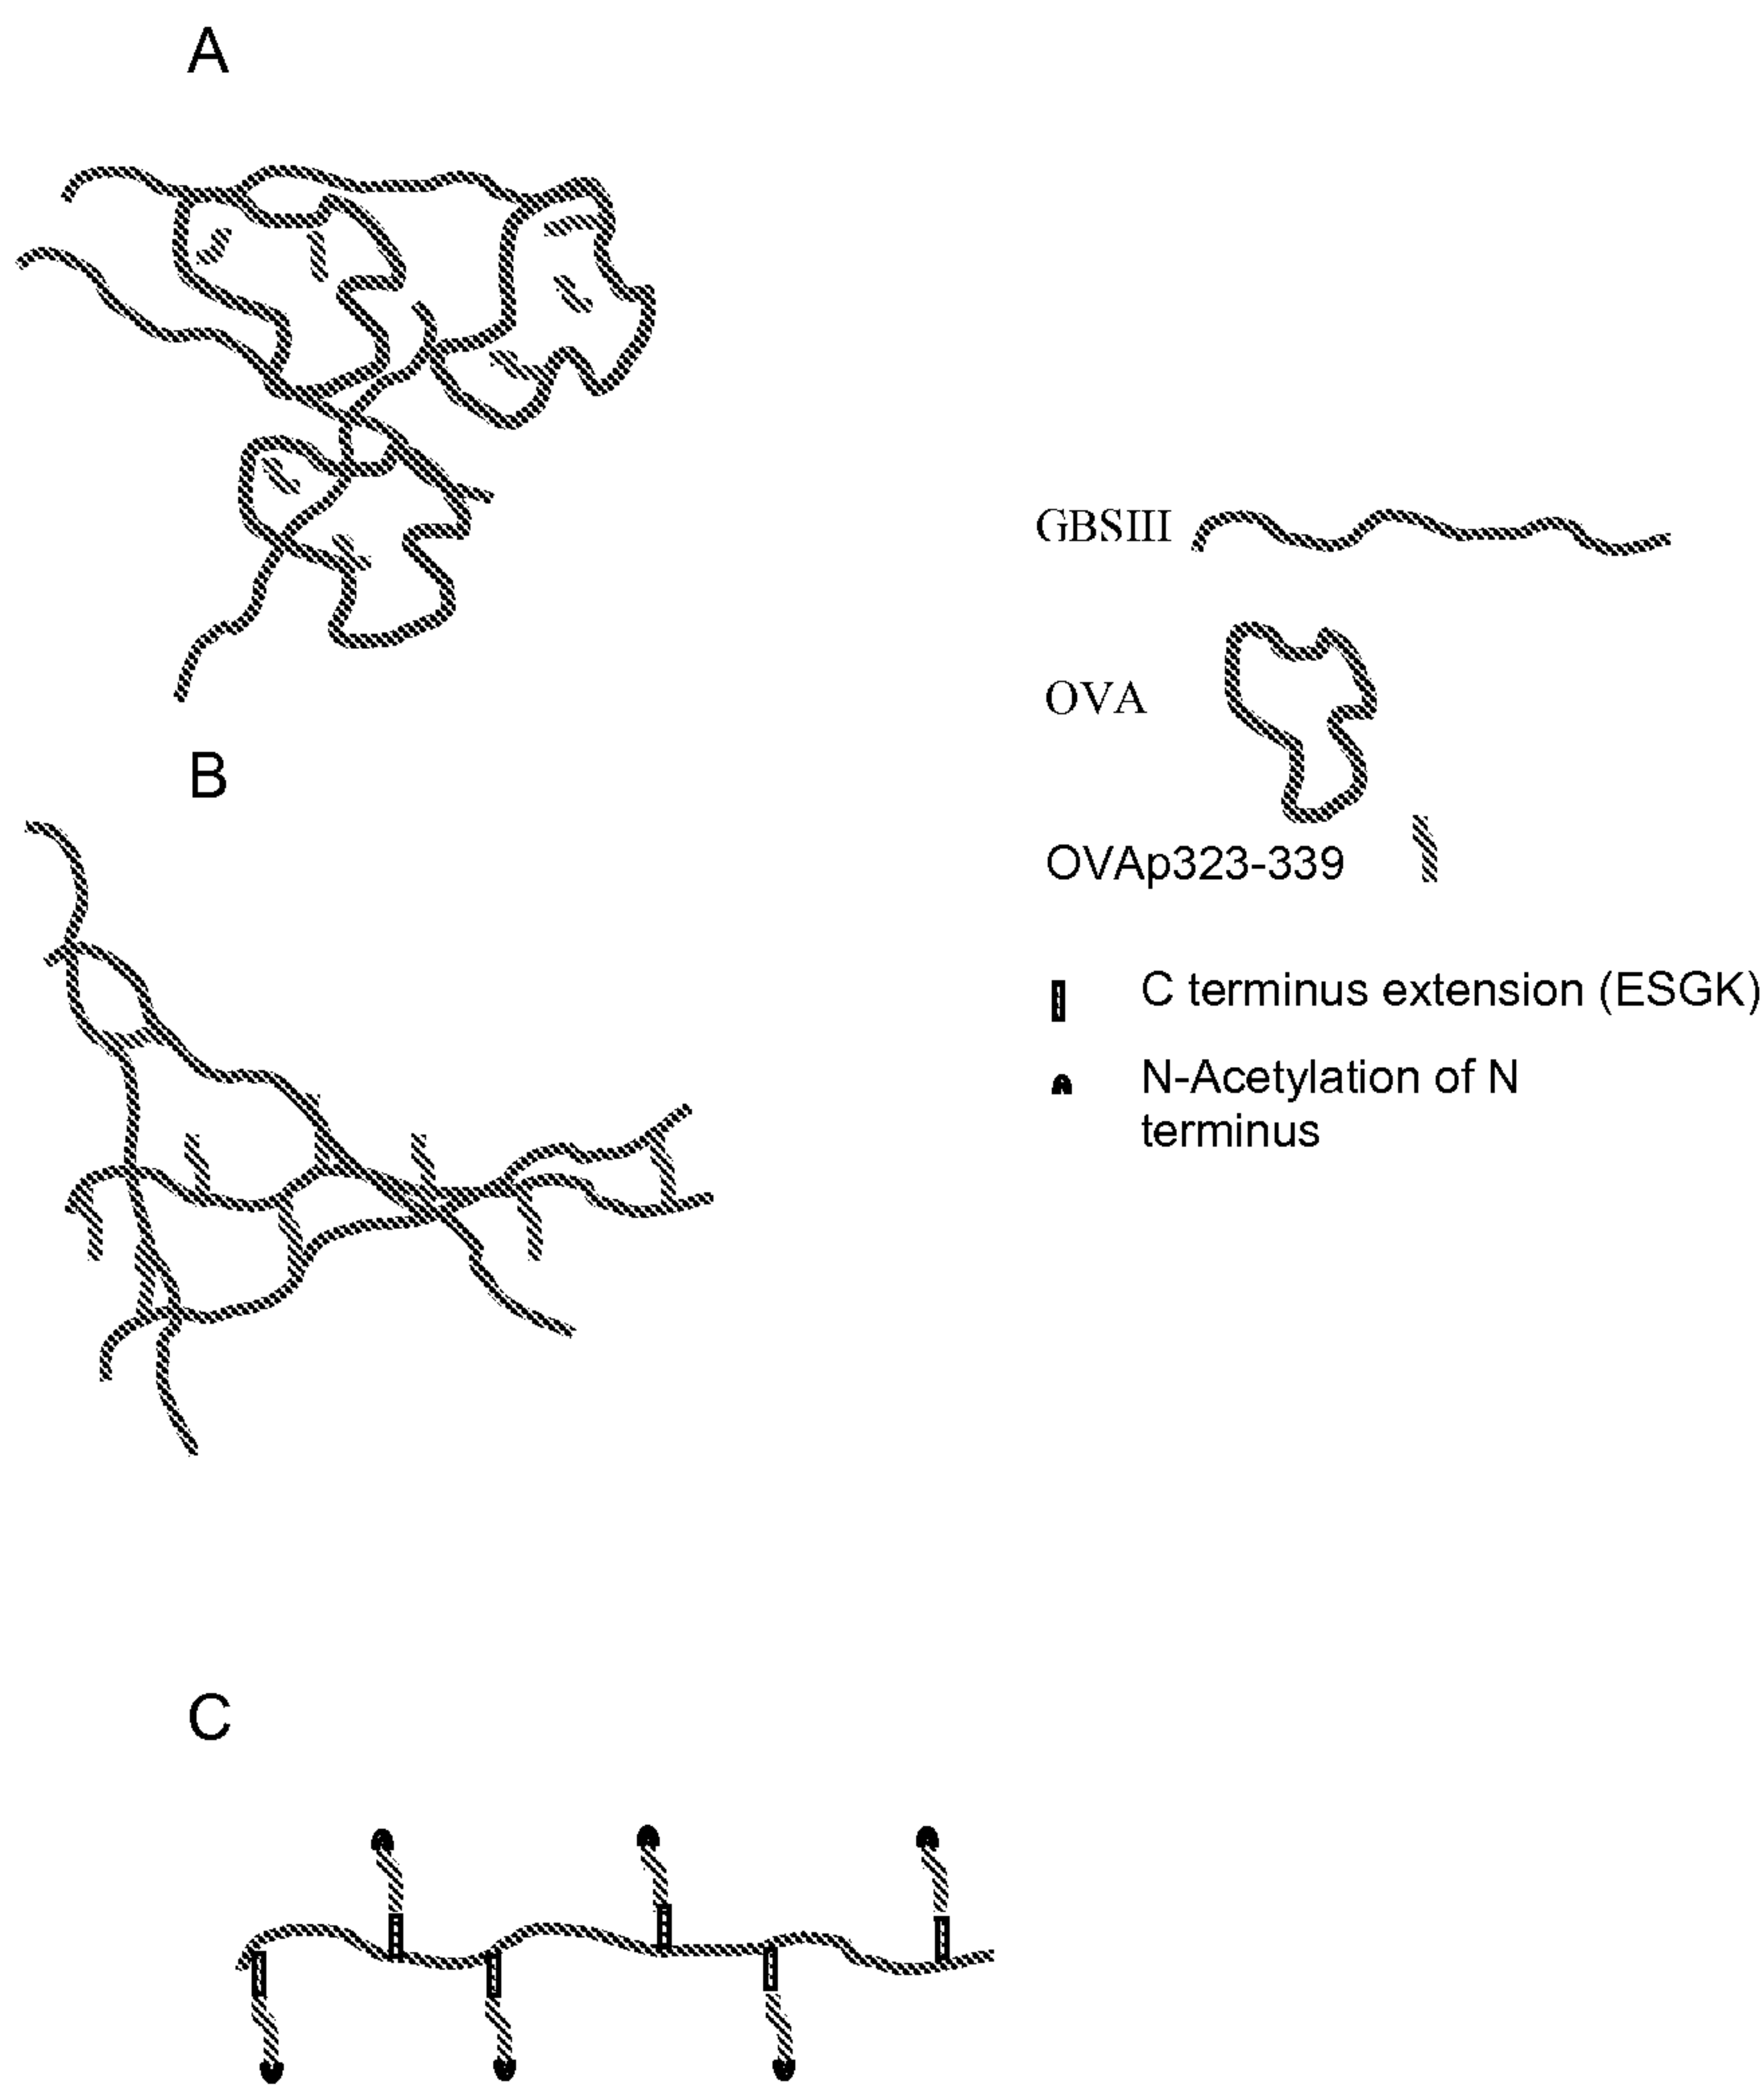 A
GBSIII
OVA
B
OVAp323-339
C terminus extension (ESGK)
N-Acetylation of N
terminus
C